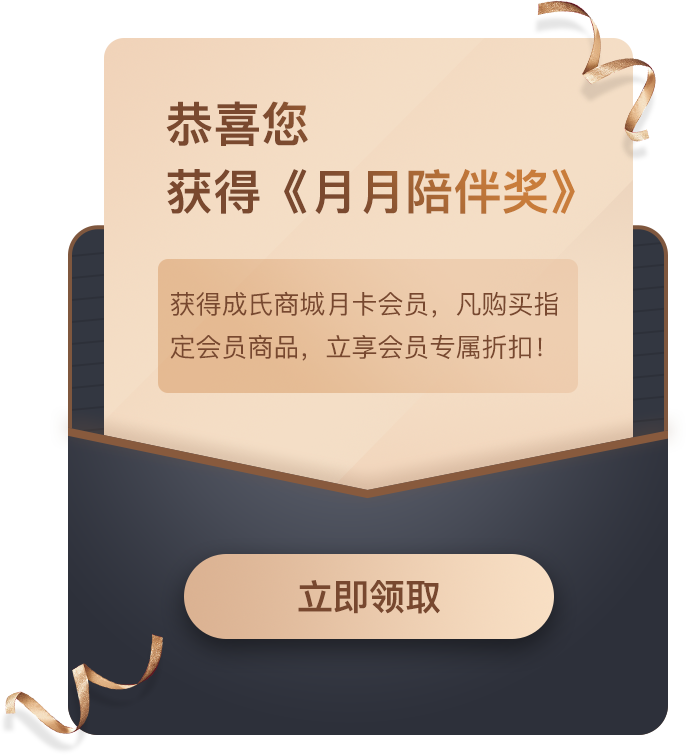 恭喜您
获得《月月陪伴奖》
获得成氏商城月卡会员，凡购买指
定会员商品，立享会员专属折扣！
立即领取